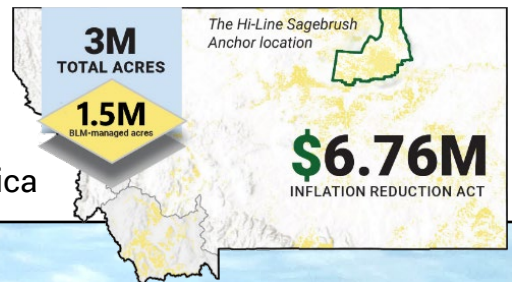 3M
TOTAL ACRES
1.5M
BLM-managed acres
The Hi-Line Sagebrush
Anchor location
$6.76M
INFLATION REDUCTION ACT
ica